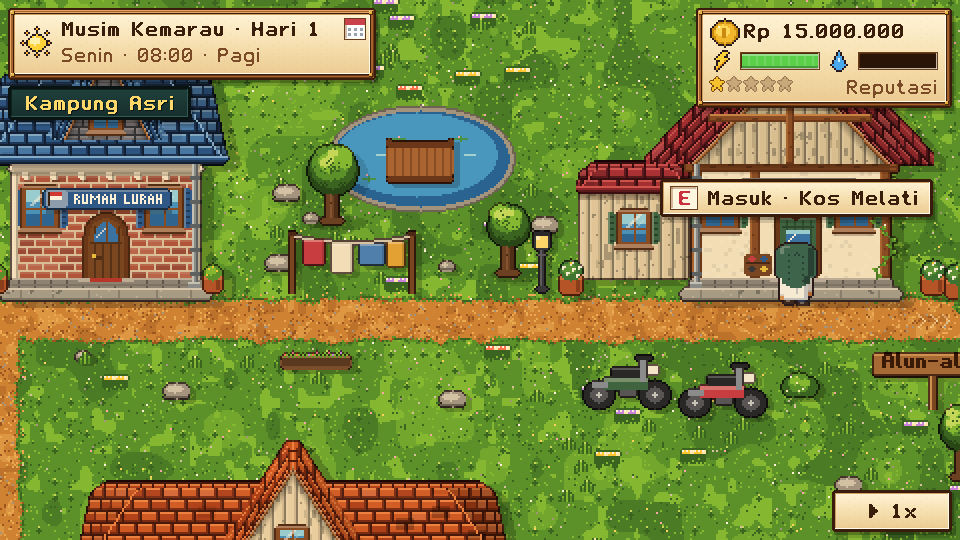 Musim Kemarau · Hari 1
Senin · 08:00 · Pagi
Rp 15.000.000
Reputasi
Kampung Asri
RUMAH LURAH
E Masuk · Kos Melati
Alun-al
1x